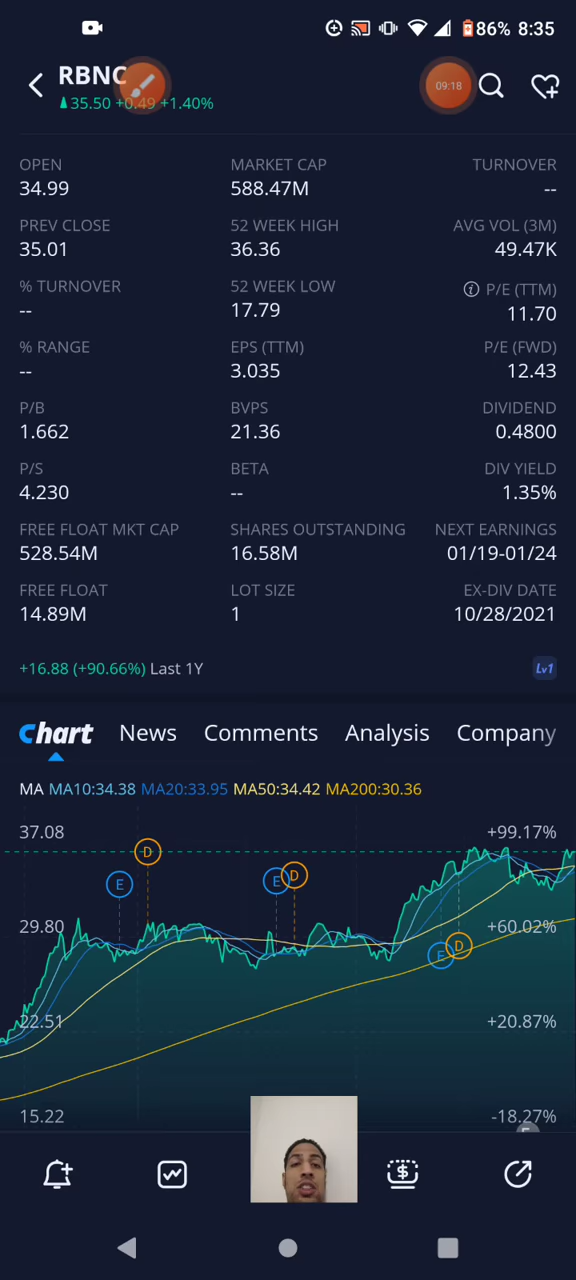 86% 8:35
RBNC
35.50 +0.49 +1.40%
09:18
OPEN MARKET CAP TURNOVER
34.99 588.47M --
PREV CLOSE 52 WEEK HIGH AVG VOL (3M)
35.01 36.36 49.47K
% TURNOVER 52 WEEK LOW P/E (TTM)
-- 17.79 11.70
% RANGE EPS (TTM) P/E (FWD)
-- 3.035 12.43
P/B BVPS DIVIDEND
1.662 21.36 0.4800
P/S BETA DIV YIELD
4.230 -- 1.35%
FREE FLOAT MKT CAP SHARES OUTSTANDING NEXT EARNINGS
528.54M 16.58M 01/19-01/24
FREE FLOAT LOT SIZE EX-DIV DATE
14.89M 1 10/28/2021
+16.88 (+90.66%) Last 1Y Lv1
Chart News Comments Analysis Company
MA MA10:34.38 MA20:33.95 MA50:34.42 MA200:30.36
37.08 +99.17%
D
E E D
29.80 +60.02%
E D
22.51 +20.87%
15.22 -18.27%